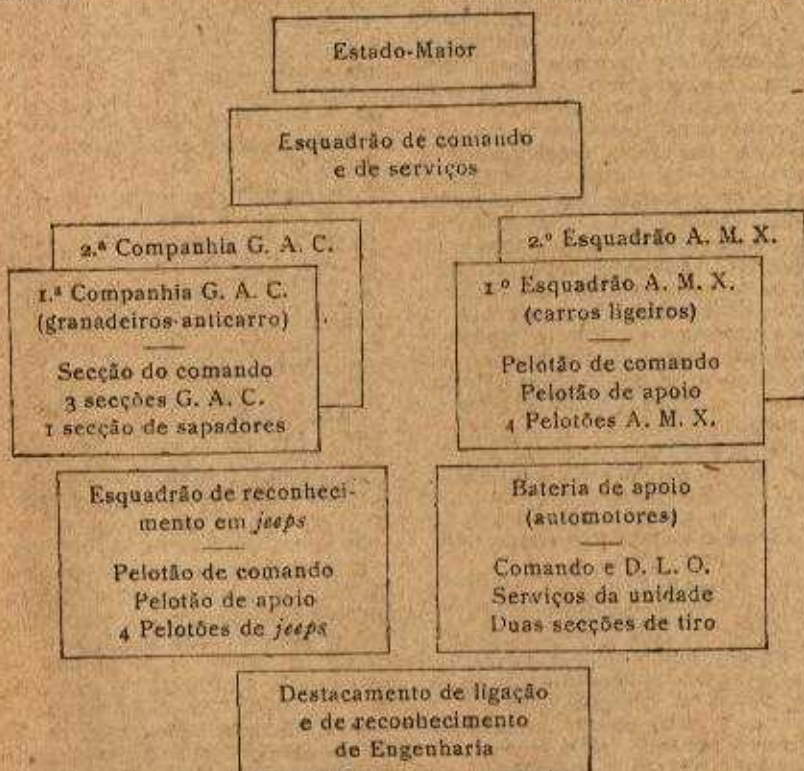 Estado-Maior
Esquadrão de comando
e de serviços
2.ª Companhia G. A. C.
1.ª Companhia G. A. C.
(granadeiros-anticarro)
Secção do comando
3 secções G. A. C.
1 secção de sapadores
2.º Esquadrão A. M. X.
1.º Esquadrão A. M. X.
(carros ligeiros)
Pelotão de comando
Pelotão de apoio
4 Pelotões A. M. X.
Esquadrão de reconheci-
mento em jeeps
Pelotão de comando
Pelotão de apoio
4 Pelotões de jeeps
Bateria de apoio
(automotores)
Comando e D. L. O.
Serviços da unidade
Duas secções de tiro
Destacamento de ligação
e de reconhecimento
de Engenharia